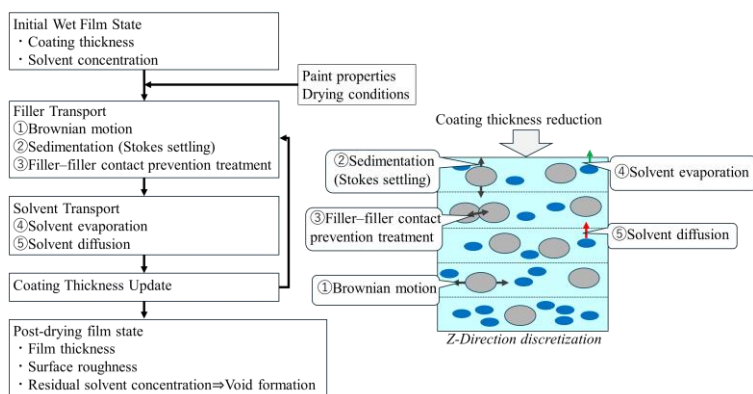 Initial Wet Film State
・Coating thickness
・Solvent concentration
Paint properties
Drying conditions
Filler Transport
①Brownian motion
②Sedimentation (Stokes settling)
③Filler–filler contact prevention treatment
Solvent Transport
④Solvent evaporation
⑤Solvent diffusion
Coating Thickness Update
Post-drying film state
・Film thickness
・Surface roughness
・Residual solvent concentration⇒Void formation
Coating thickness reduction
②Sedimentation
(Stokes settling)
④Solvent evaporation
③Filler–filler contact
prevention treatment
⑤Solvent diffusion
①Brownian motion
Z-Direction discretization